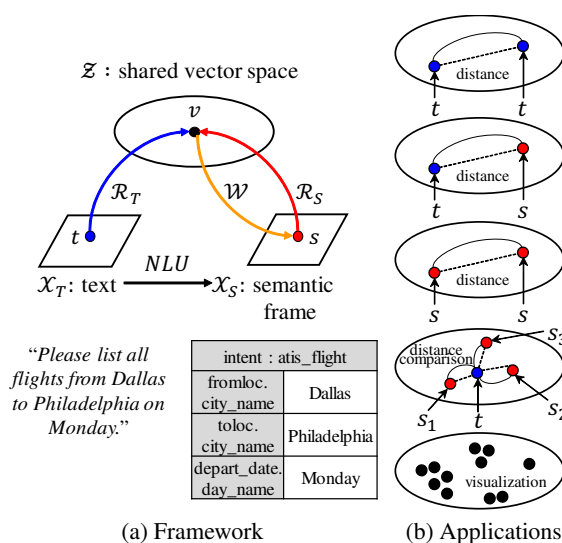 𝒵 : shared vector space
v
ℛ_T
𝒲
ℛ_S
t
s
NLU
𝒳_T: text
𝒳_S: semantic
frame
“Please list all
flights from Dallas
to Philadelphia on
Monday.”
intent : atis_flight
fromloc.
city_name
Dallas
toloc.
city_name
Philadelphia
depart_date.
day_name
Monday
(a) Framework
distance
t
t
distance
t
s
distance
s
s
distance
comparison
s_3
s_1
t
s_2
visualization
(b) Applications